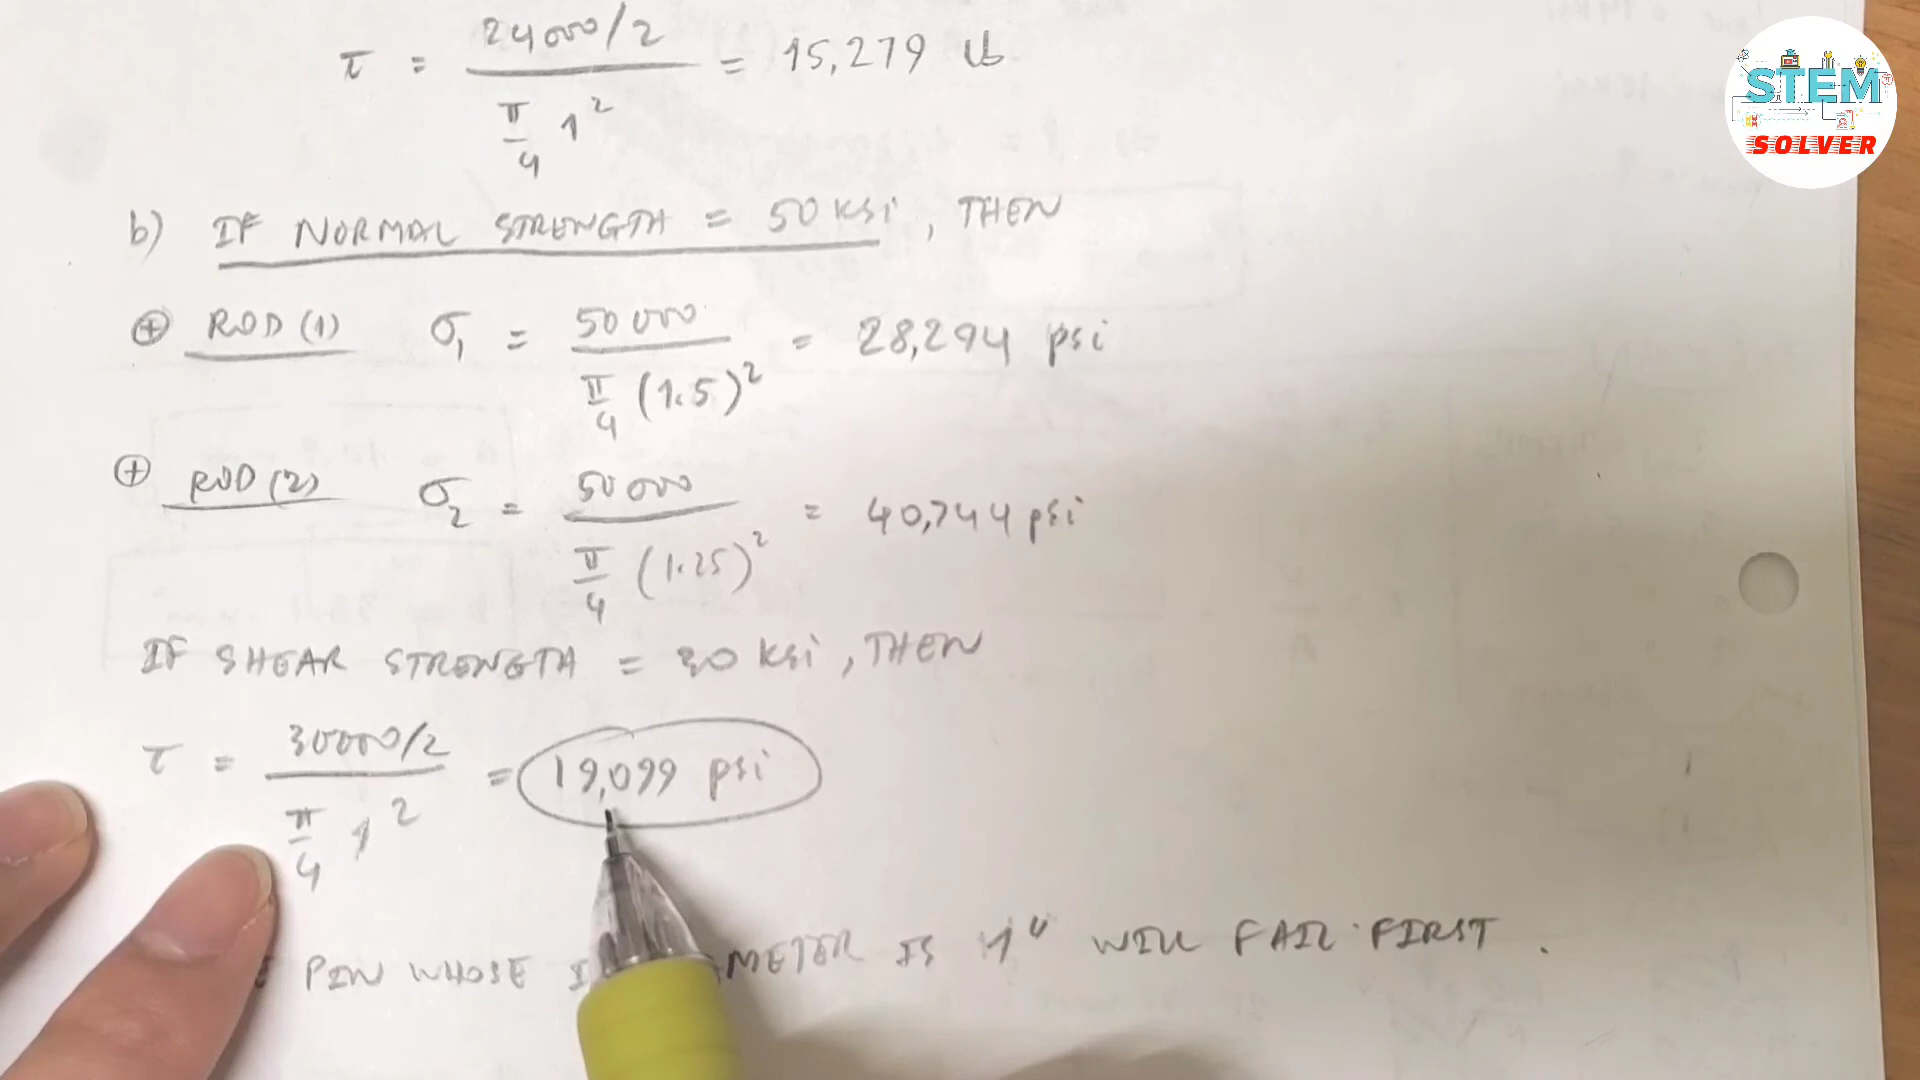 τ = 24000/2 / π/4 1² = 15,279 lb
STEM
SOLVER
b) IF NORMAL STRENGTH = 50 ksi, THEN
⊕ ROD (1) σ₁ = 50000 / π/4 (1.5)² = 28,294 psi
⊕ ROD (2) σ₂ = 50000 / π/4 (1.25)² = 40,744 psi
IF SHEAR STRENGTH = 30 ksi, THEN
τ = 30000/2 / π/4 1² = 19,099 psi
PIN WHOSE IS 1" WILL FAIL FIRST.